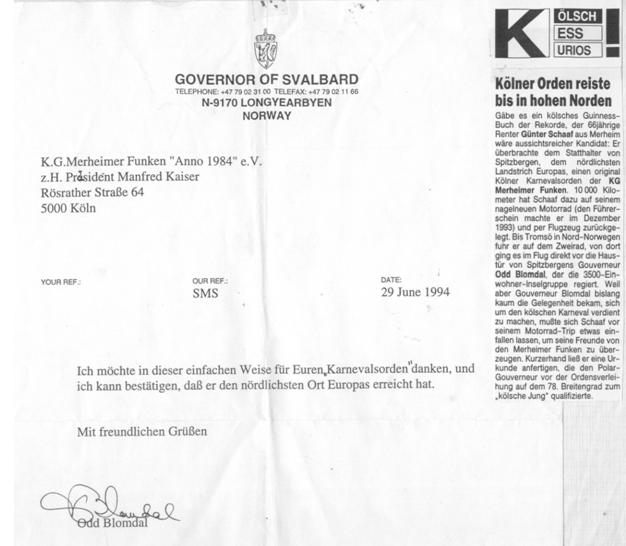 GOVERNOR OF SVALBARD
TELEPHONE: +47 79 02 31 00 TELEFAX: +47 79 02 11 66
N-9170 LONGYEARBYEN
NORWAY
K.G.Merheimer Funken "Anno 1984" e.V.
z.H. Präsident Manfred Kaiser
Rösrather Straße 64
5000 Köln
YOUR REF.:
OUR REF.:
SMS
DATE:
29 June 1994
Ich möchte in dieser einfachen Weise für Euren „Karnevalsorden" danken, und
ich kann bestätigen, daß er den nördlichsten Ort Europas erreicht hat.
Mit freundlichen Grüßen
Odd Blomdal
KÖLSCH
ESS
URIOS!
Kölner Orden reiste
bis in hohen Norden
Gäbe es ein kölsches Guinness-
Buch der Rekorde, der 66jährige
Renter Günter Schaaf aus Merheim
wäre aussichtsreicher Kandidat: Er
überbrachte dem Statthalter von
Spitzbergen, dem nördlichsten
Landstrich Europas, einen original
Kölner Karnevalsorden der KG
Merheimer Funken. 10 000 Kilo-
meter hat Schaaf dazu auf seinem
nagelneuen Motorrad (den Führer-
schein machte er im Dezember
1993) und per Flugzeug zurückge-
legt. Bis Tromsö in Nord-Norwegen
fuhr er auf dem Zweirad, von dort
ging es im Flug direkt vor die Haus-
tür von Spitzbergens Gouverneur
Odd Blomdal, der die 3500-Ein-
wohner-Inselgruppe regiert. Weil
aber Gouverneur Blomdal bislang
kaum die Gelegenheit bekam, sich
um den kölschen Karneval verdient
zu machen, mußte sich Schaaf vor
seinem Motorrad-Trip etwas ein-
fallen lassen, um seine Freunde von
den Merheimer Funken zu über-
zeugen. Kurzerhand ließ er eine Ur-
kunde anfertigen, die den Polar-
Gouverneur vor der Ordensverlei-
hung auf dem 78. Breitengrad zum
„kölsche Jung" qualifizierte.